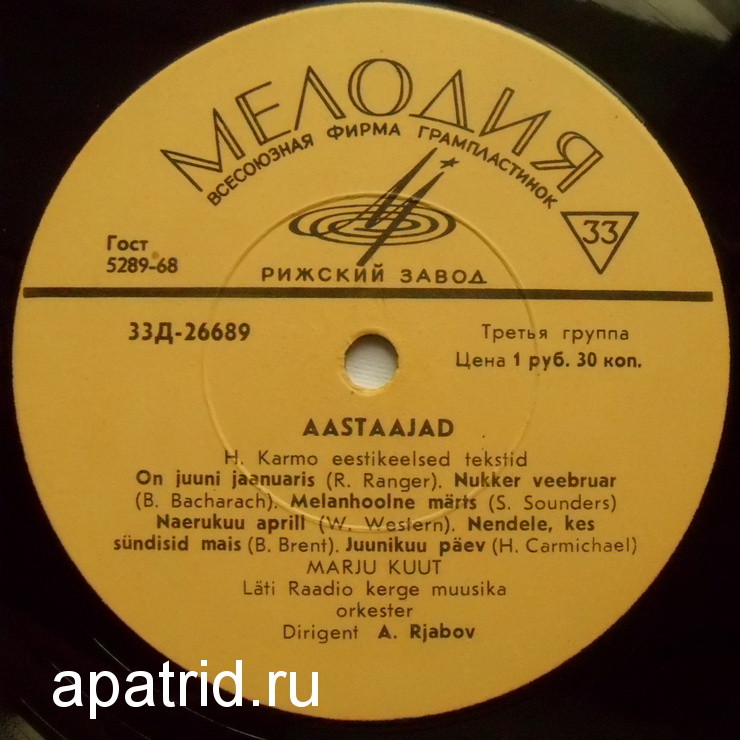 МЕЛОДИЯ
ВСЕСОЮЗНАЯ ФИРМА ГРАМПЛАСТИНОК
33
Гост
5289-68
РИЖСКИЙ ЗАВОД
33Д-26689
Третья группа
Цена 1 руб. 30 коп.
AASTAAJAD
H. Karmo eestikeelsed tekstid
On juuni jaanuaris (R. Ranger). Nukker veebruar
(B. Bacharach). Melanhoolne märts (S. Sounders)
Naerukuu aprill (W. Western). Nendele, kes
sündisid mais (B. Brent). Juunikuu päev (H. Carmichael)
MARJU KUUT
Läti Raadio kerge muusika
orkester
Dirigent A. Rjabov
apatrid.ru